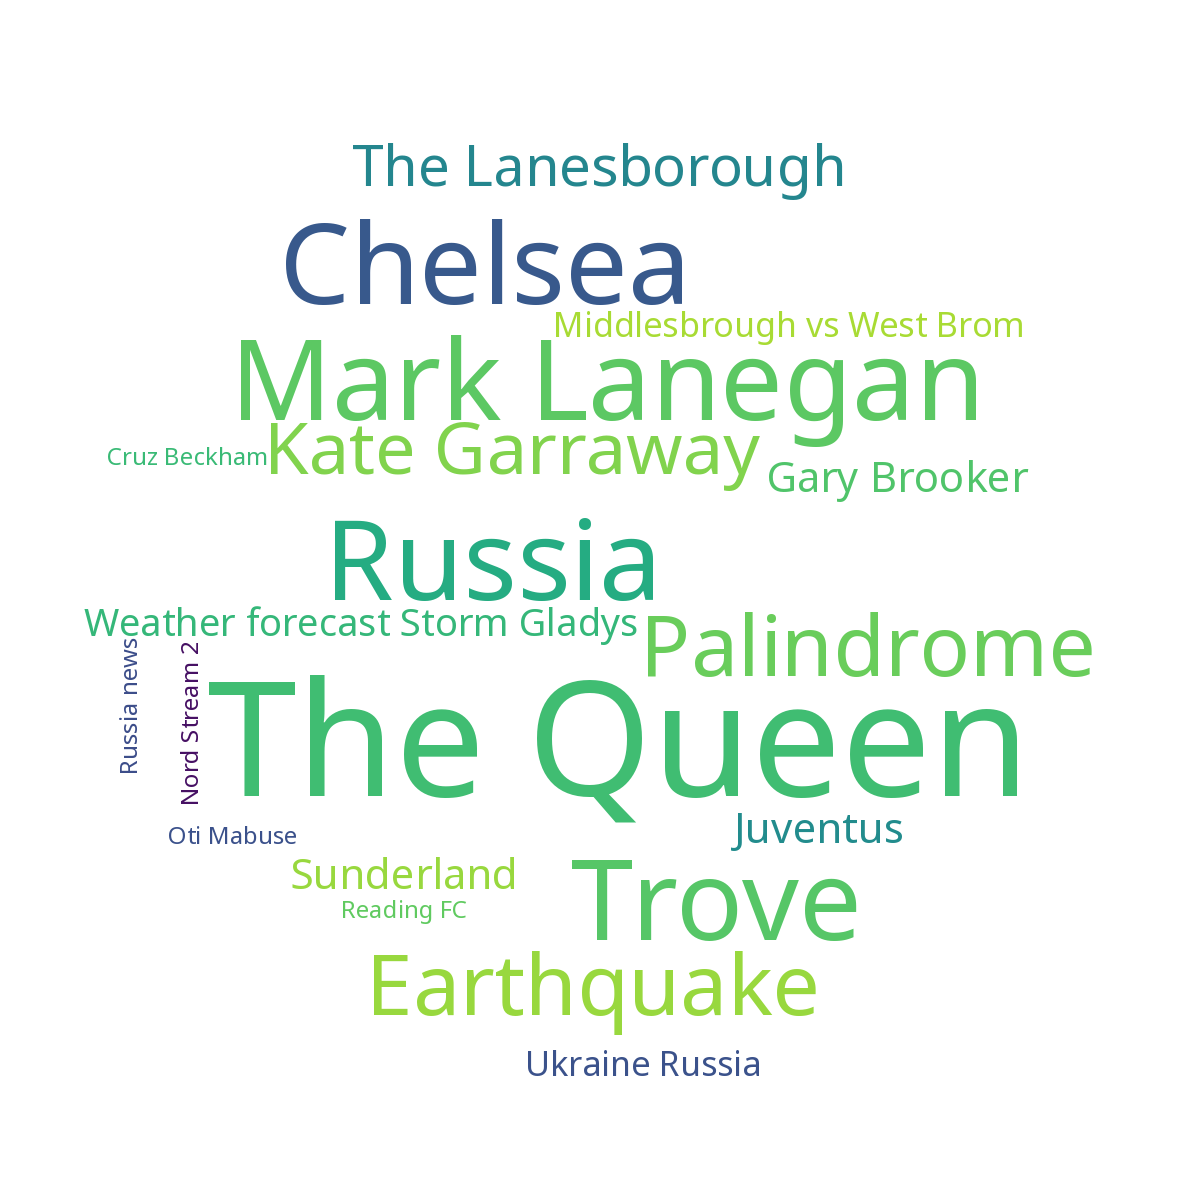 The Lanesborough
Chelsea
Middlesbrough vs West Brom
Mark Lanegan
Kate Garraway
Cruz Beckham
Gary Brooker
Russia
Weather forecast Storm Gladys
Palindrome
Russia news
Nord Stream 2
The Queen
Oti Mabuse
Juventus
Sunderland
Trove
Reading FC
Earthquake
Ukraine Russia